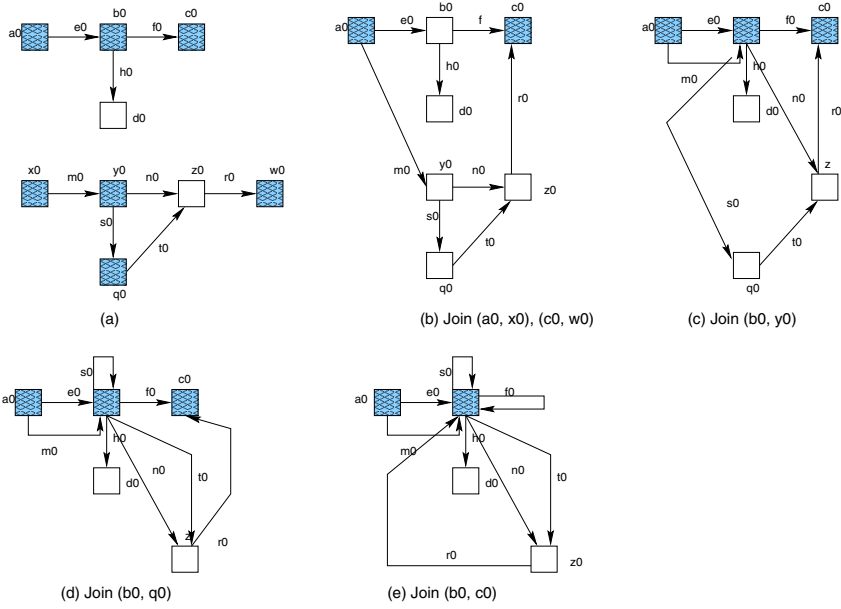 a0 e0 b0 f0 c0
h0
d0
x0 m0 y0 n0 z0 r0 w0
s0
t0
q0
(a)
a0 e0 b0 f c0
h0
d0
r0
m0 y0 n0 z0
s0
t0
q0
(b) Join (a0, x0), (c0, w0)
a0 e0 f0 c0
m0 h0
d0 n0 r0
z
s0
t0
q0
(c) Join (b0, y0)
s0
a0 e0 f0 c0
m0 h0
d0 n0 t0
z
r0
(d) Join (b0, q0)
s0
a0 e0 f0
m0 h0
d0 n0 t0
r0 z0
(e) Join (b0, c0)